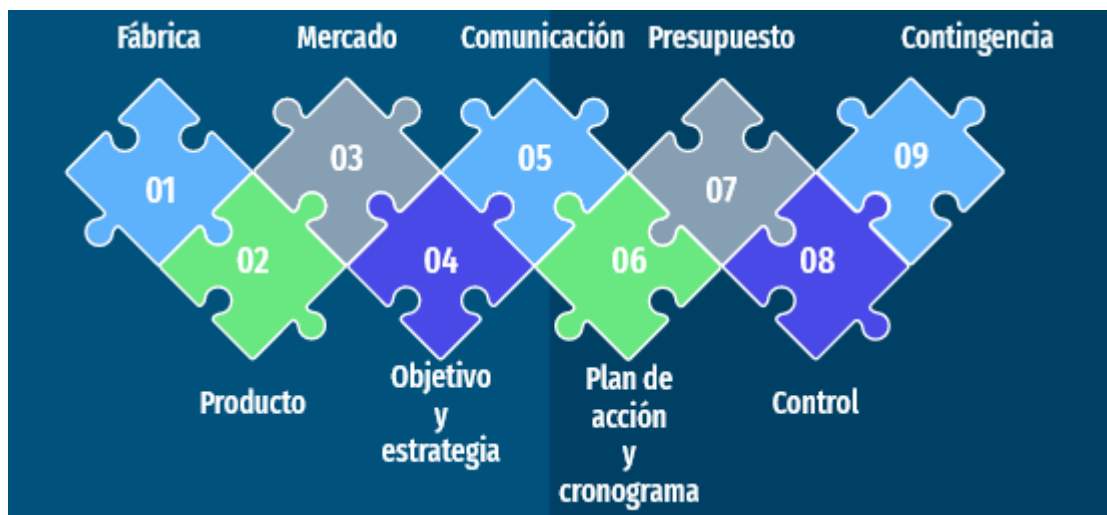 Fábrica
Mercado
Comunicación
Presupuesto
Contingencia
01
02
03
04
05
06
07
08
09
Producto
Objetivo
y
estrategia
Plan de
acción
y
cronograma
Control